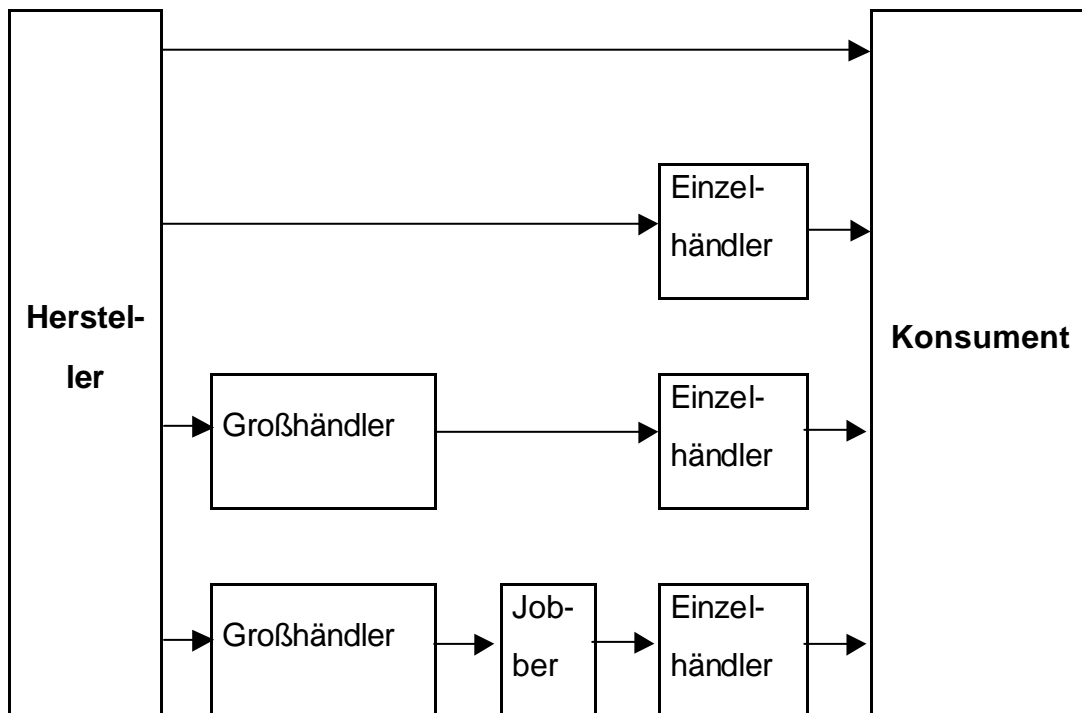 Einzel-
händler
Herstel-
ler
Konsument
Großhändler
Einzel-
händler
Großhändler
Job-
ber
Einzel-
händler